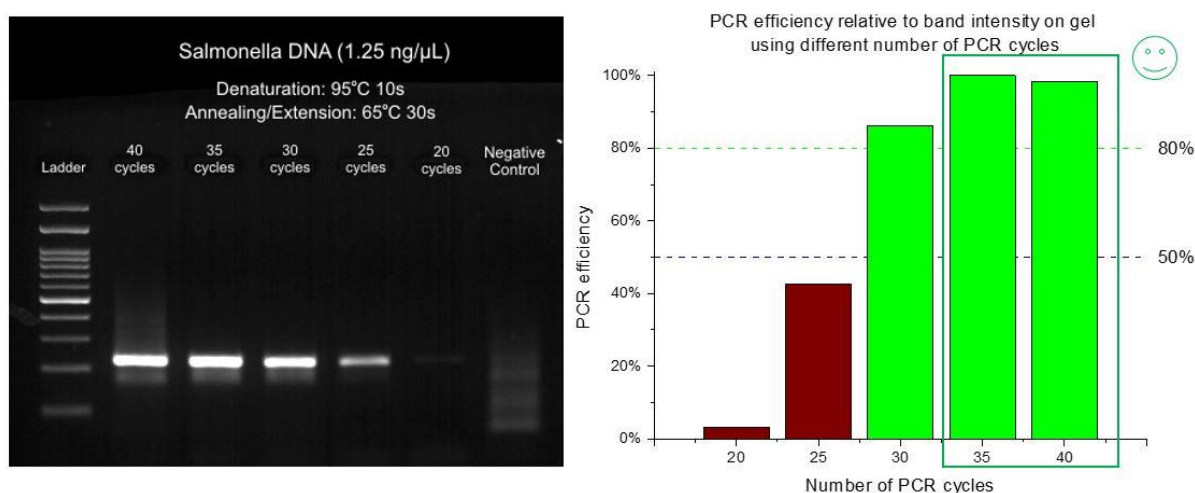 Salmonella DNA (1.25 ng/µL)
Denaturation: 95°C 10s
Annealing/Extension: 65°C 30s
Ladder
40
cycles
35
cycles
30
cycles
25
cycles
20
cycles
Negative
Control
PCR efficiency relative to band intensity on gel
using different number of PCR cycles
100%
80%
60%
40%
20%
0%
PCR efficiency
80%
50%
20
25
30
35
40
Number of PCR cycles